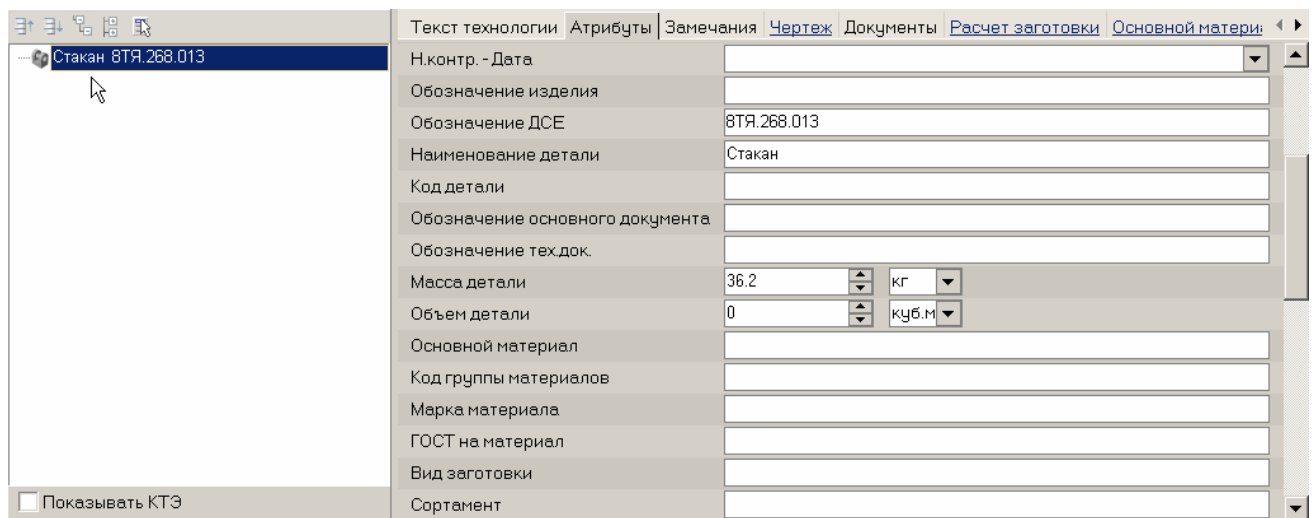 Текст технологии Атрибуты Замечания Чертеж Документы Расчет заготовки Основной матери
Стакан 8ТЯ.268.013
Н.контр. - Дата
Обозначение изделия
Обозначение ДСЕ 8ТЯ.268.013
Наименование детали Стакан
Код детали
Обозначение основного документа
Обозначение тех.док.
Масса детали 36.2 кг
Объем детали 0 куб.м
Основной материал
Код группы материалов
Марка материала
ГОСТ на материал
Вид заготовки
Показывать КТЭ Сортамент